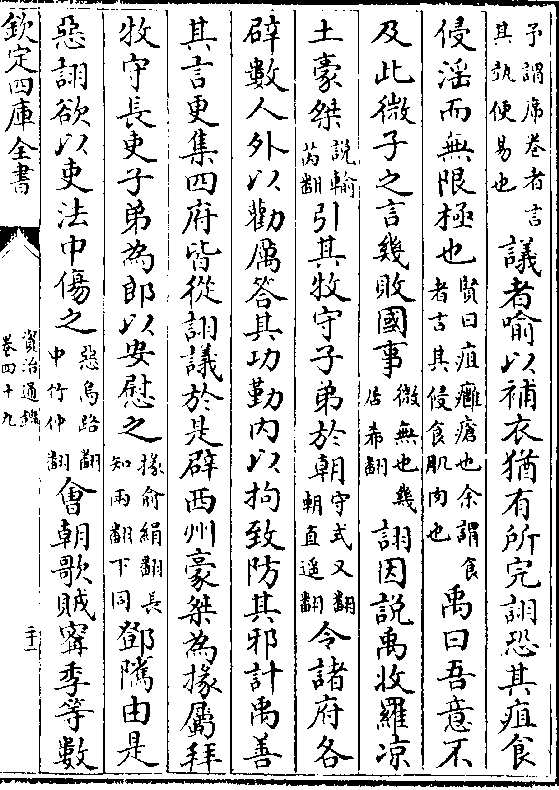 予謂席卷者言其埶便易也議者喻以補衣猶有所完詡恐其疽食
侵淫而無限極也賢曰疽癰瘡也余謂食者言其侵食肌肉也禹曰吾意不
及此微子之言幾敗國事微無也幾居希翻詡因說禹收羅凉
土豪桀說輸芮翻引其牧守子弟於朝守式又翻朝直遥翻令諸府各
辟數人外以勸厲答其功勤内以拘致防其邪計禹善
其言更集四府皆從詡議於是辟西州豪桀為掾屬拜
牧守長吏子弟為郎以安慰之掾俞絹翻長知兩翻下同鄧隲由是
惡詡欲以吏法中傷之惡烏路翻中竹仲翻會朝歌賊甯季等數
欽定四庫全書
資治通鑑
卷四十九